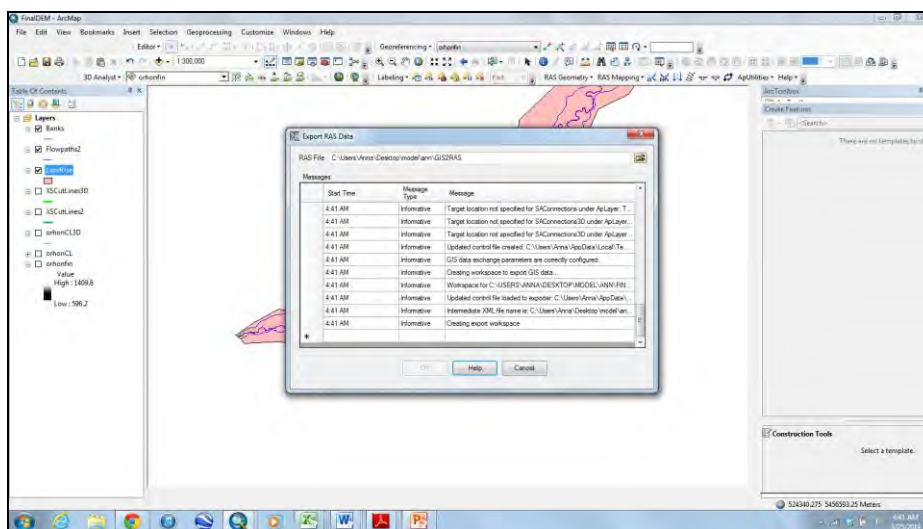 FinalDEM - ArcMap
File Edit View Bookmarks Insert Selection Geoprocessing Customize Windows Help
Editor Georeferencing orhonfin
1:300,000
3D Analyst orhonfin Labeling Fast RAS Geometry RAS Mapping ApUtilities Help
Table Of Contents
Layers
Banks
Flowpaths2
LandUse
XSCutLines3D
XSCutLines2
orhonCL3D
orhonCL
orhonfin
Value
High : 1409.8
Low : 596.2
Export RAS Data
RAS File C:\Users\Anna\Desktop\model\ann\GIS2RAS
Messages
Start Time Message Type Message
4:41 AM Informative Target location not specified for SAConnections under ApLayer. T...
4:41 AM Informative Target location not specified for SAConnections3D under ApLayer...
4:41 AM Informative Target location not specified for SAConnections3D under ApLayer...
4:41 AM Informative Updated control file created: C:\Users\Anna\AppData\Local\Te...
4:41 AM Informative GIS data exchange parameters are correctly configured.
4:41 AM Informative Creating workspace to export GIS data...
4:41 AM Informative Workspace for C:\USERS\ANNA\DESKTOP\MODEL\ANN\FIN...
4:41 AM Informative Updated control file loaded to exporter: C:\Users\Anna\AppData\...
4:41 AM Informative Intermediate XML file name is: C:\Users\Anna\Desktop\model\an...
4:41 AM Informative Creating export workspace
OK Help Cancel
ArcToolbox
Create Features
<Search>
There are no templates to
Construction Tools
Select a template.
524340.275 5456593.25 Meters
4:41 AM